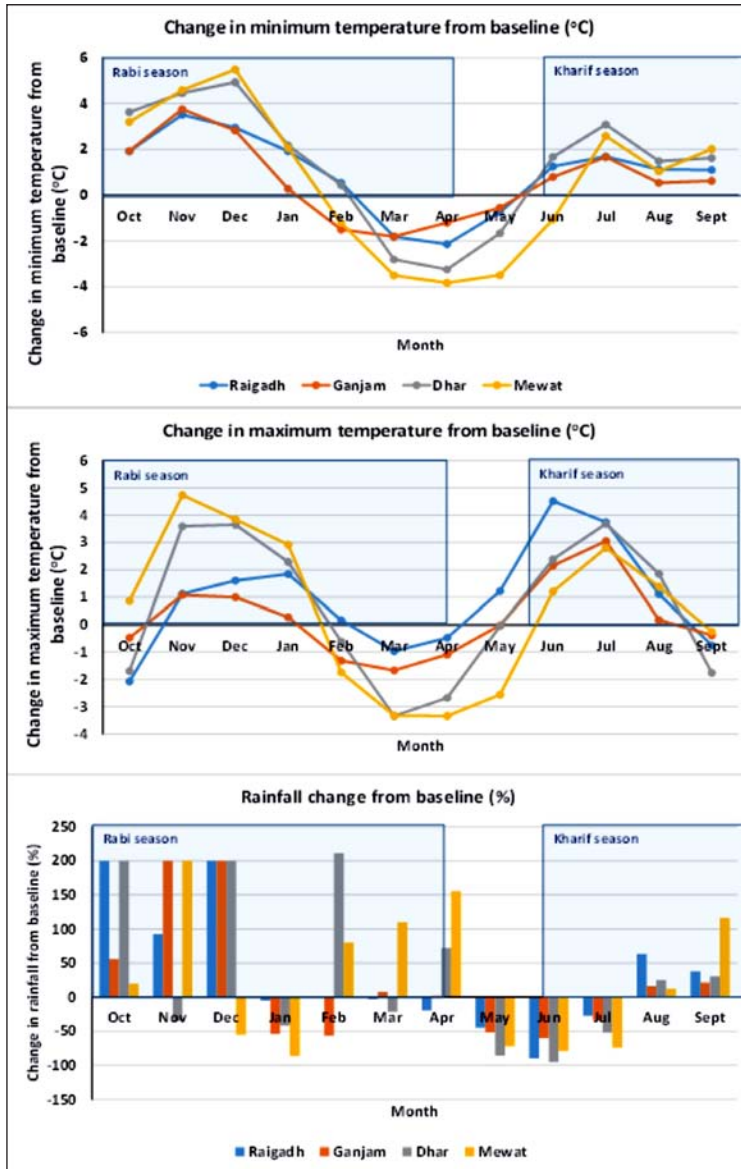 Change in minimum temperature from baseline (°C)
Change in minimum temperature from
baseline (°C)
6
4
2
0
-2
-4
-6
Rabi season
Kharif season
Oct Nov Dec Jan Feb Mar Apr May Jun Jul Aug Sept
Month
Raigadh Ganjam Dhar Mewat
Change in maximum temperature from baseline (°C)
Change in maximum temperature from
baseline (°C)
6
5
4
3
2
1
0
-1
-2
-3
-4
Rabi season
Kharif season
Oct Nov Dec Jan Feb Mar Apr May Jun Jul Aug Sept
Month
Rainfall change from baseline (%)
Change in rainfall from baseline (%)
250
200
150
100
50
0
-50
-100
-150
Rabi season
Kharif season
Oct Nov Dec Jan Feb Mar Apr May Jun Jul Aug Sept
Month
Raigadh Ganjam Dhar Mewat